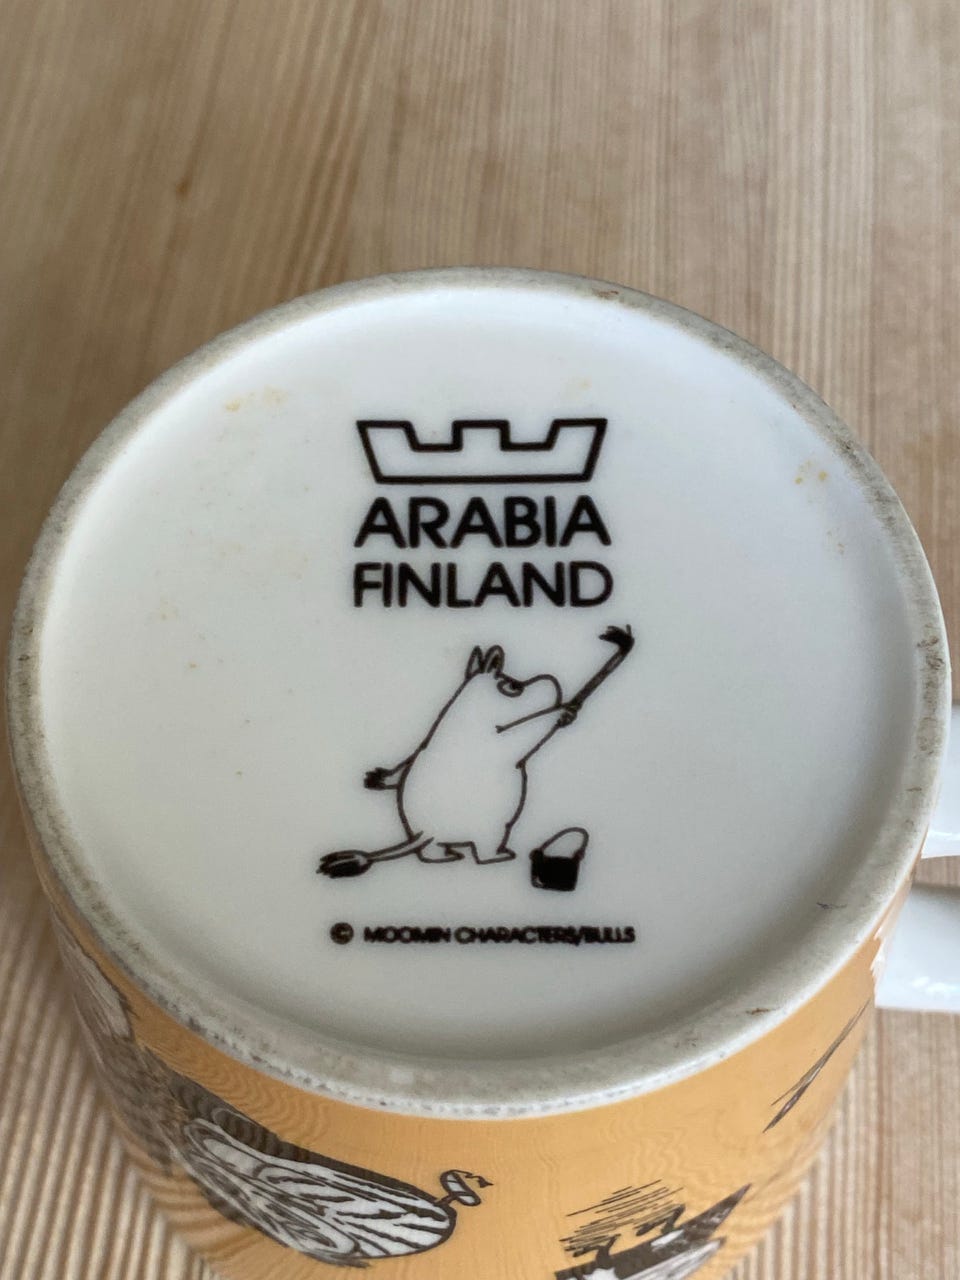 ARABIA
FINLAND
© MOOMIN CHARACTERS/BULLS